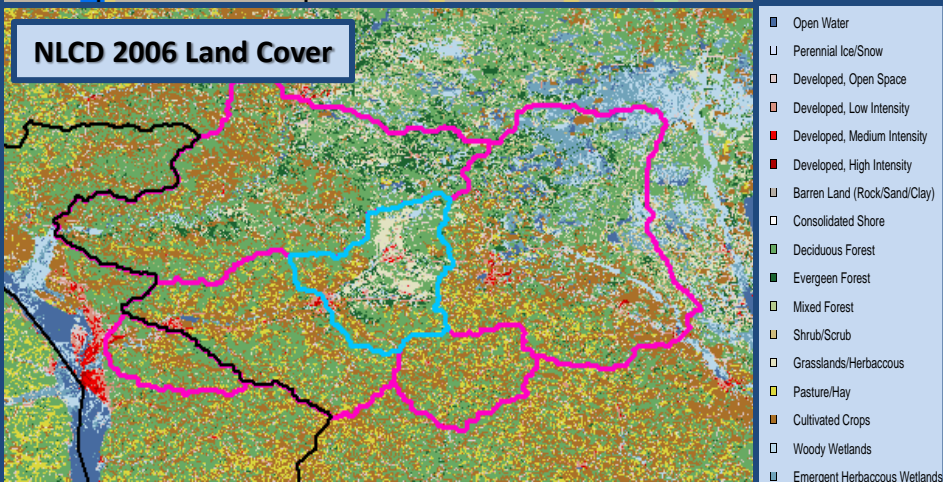 NLCD 2006 Land Cover
Open Water
Perennial Ice/Snow
Developed, Open Space
Developed, Low Intensity
Developed, Medium Intensity
Developed, High Intensity
Barren Land (Rock/Sand/Clay)
Consolidated Shore
Deciduous Forest
Evergeen Forest
Mixed Forest
Shrub/Scrub
Grasslands/Herbaccous
Pasture/Hay
Cultivated Crops
Woody Wetlands
Emergent Herbaccous Wetlands